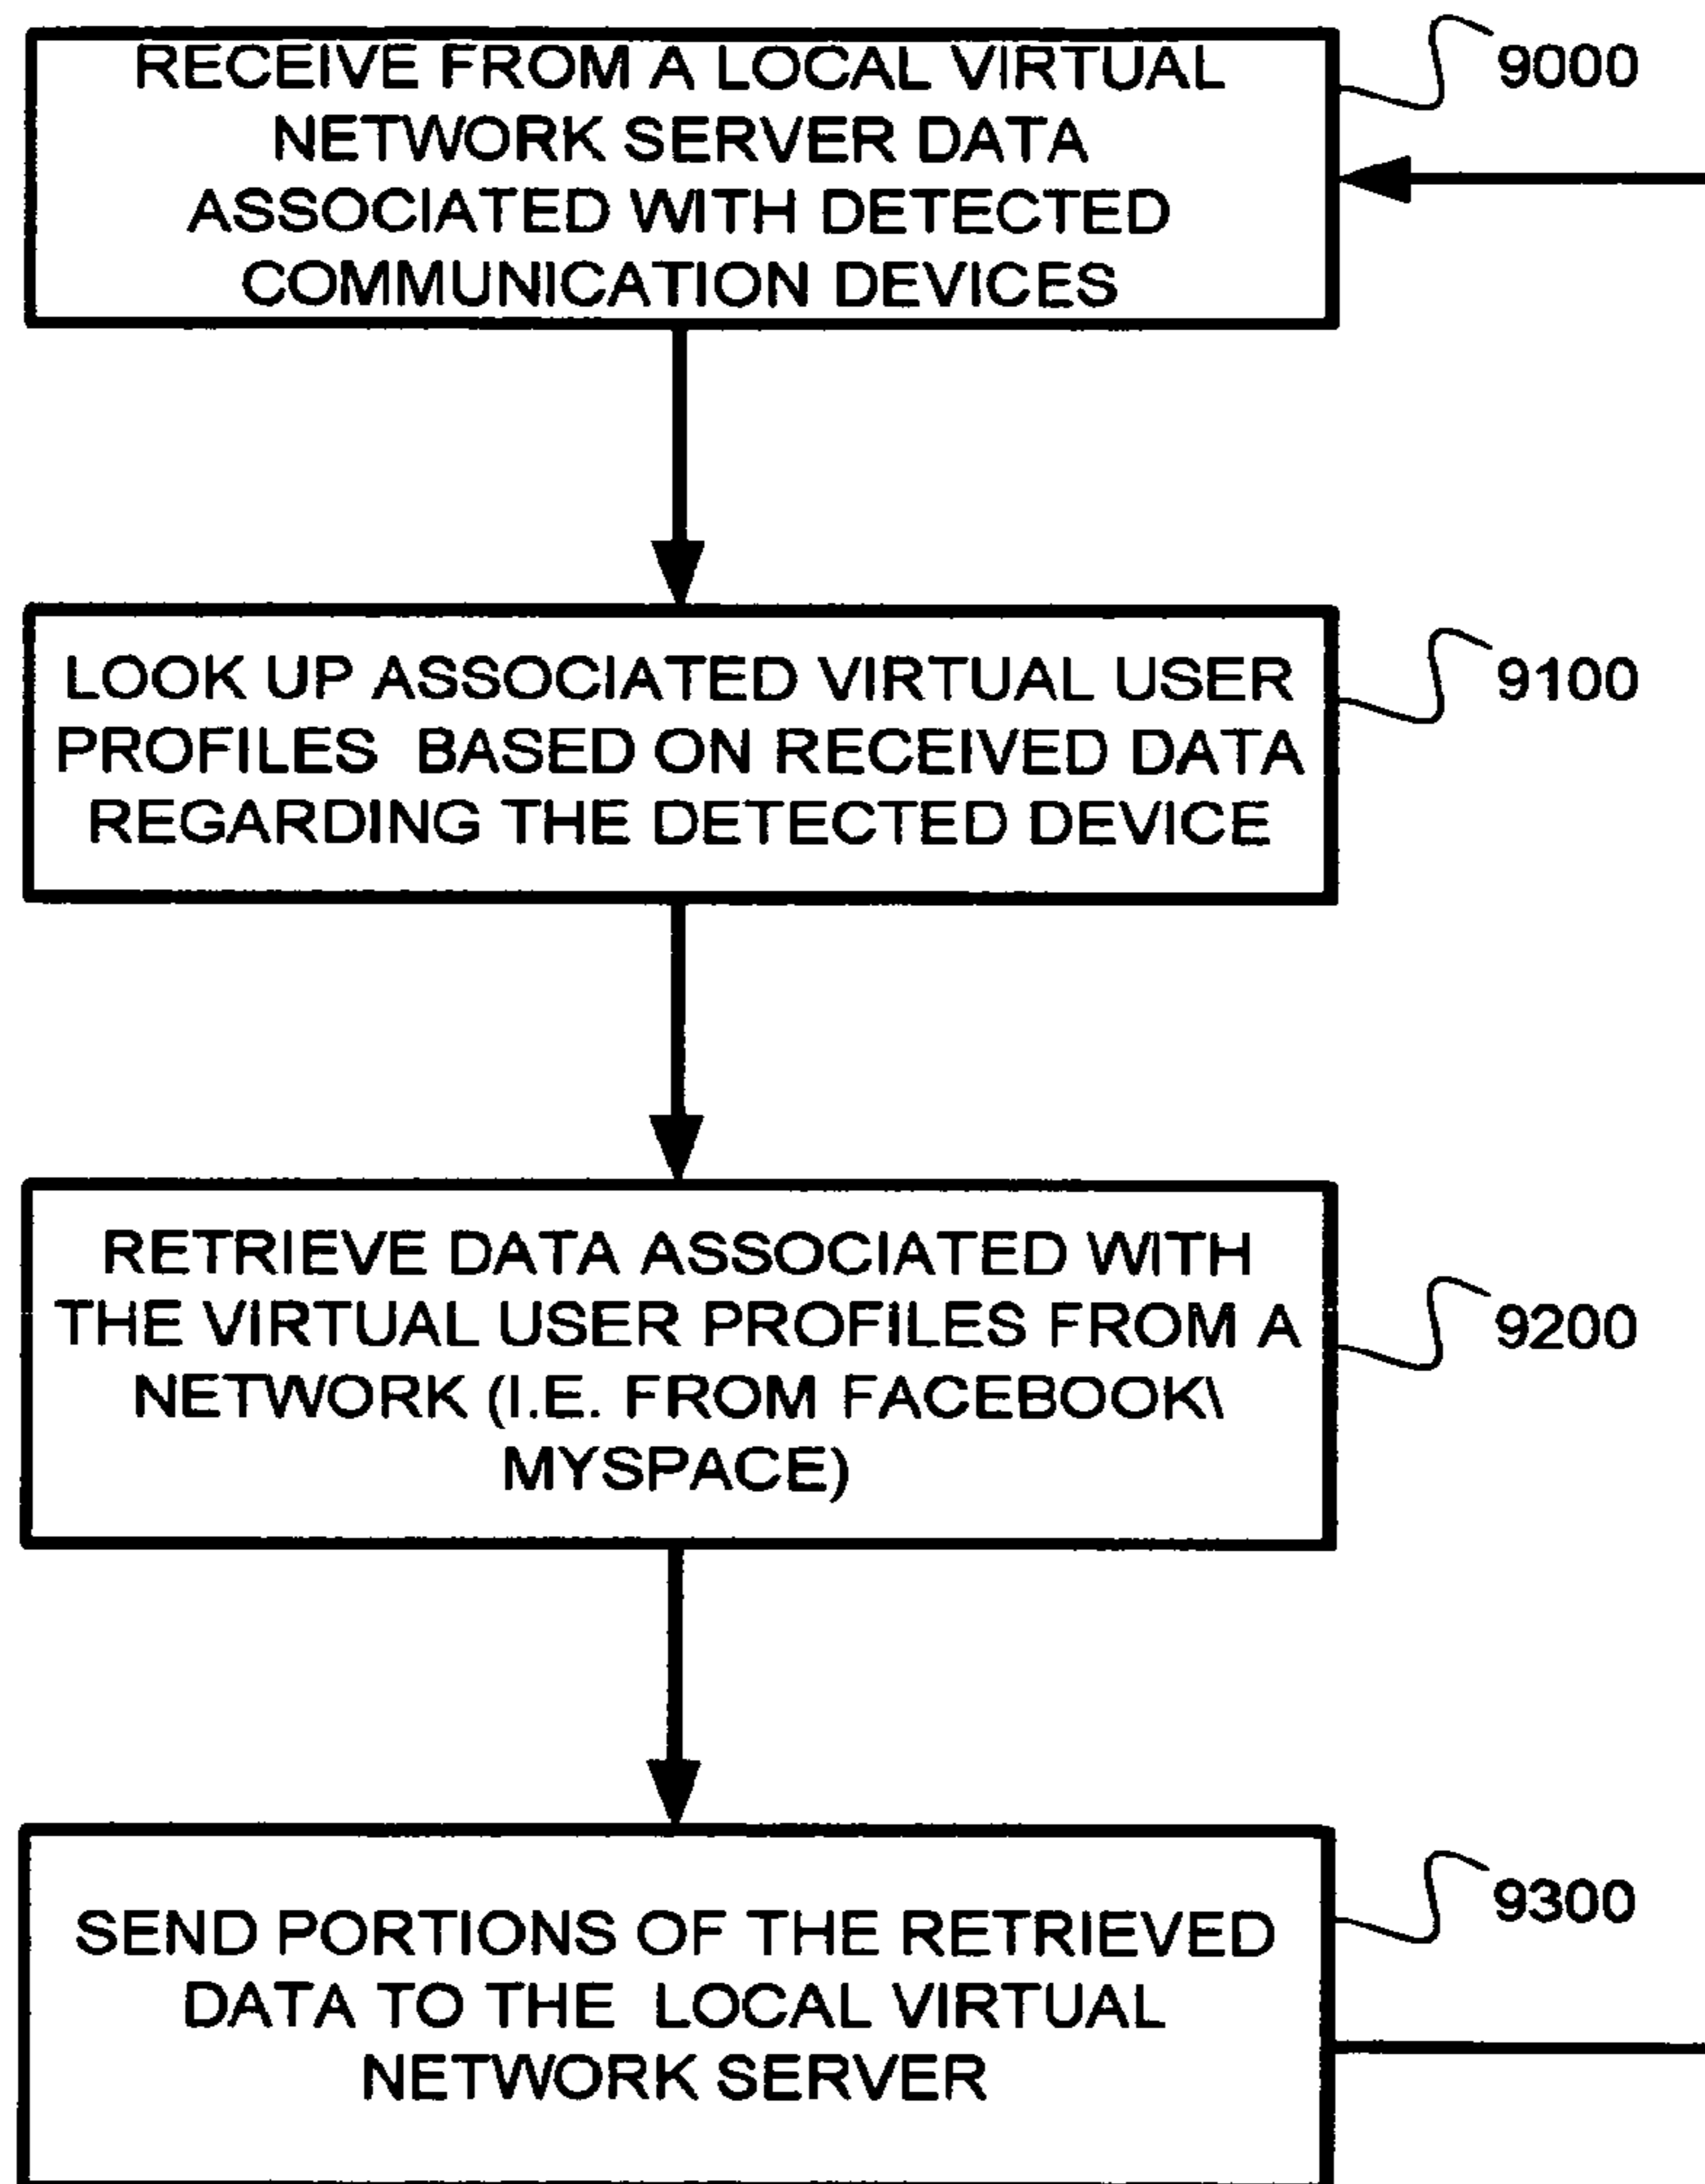 RECEIVE FROM A LOCAL VIRTUAL
NETWORK SERVER DATA
ASSOCIATED WITH DETECTED
COMMUNICATION DEVICES
9000
LOOK UP ASSOCIATED VIRTUAL USER
PROFILES BASED ON RECEIVED DATA
REGARDING THE DETECTED DEVICE
9100
RETRIEVE DATA ASSOCIATED WITH
THE VIRTUAL USER PROFILES FROM A
NETWORK (I.E. FROM FACEBOOK\
MYSPACE)
9200
SEND PORTIONS OF THE RETRIEVED
DATA TO THE LOCAL VIRTUAL
NETWORK SERVER
9300